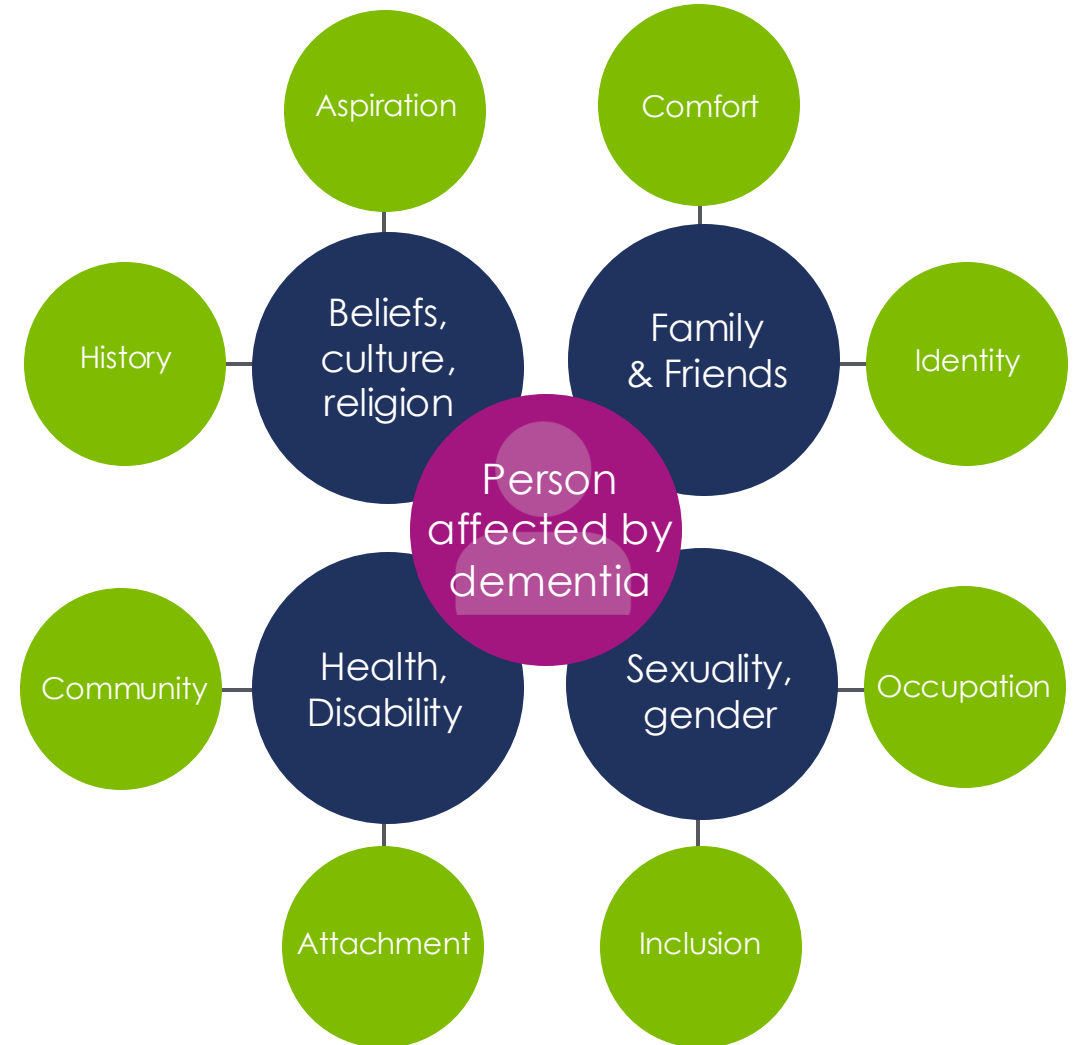 Aspiration
Comfort
Beliefs,
culture,
religion
Family
& Friends
History
Identity
Person
affected by
dementia
Health,
Disability
Sexuality,
gender
Community
Occupation
Attachment
Inclusion